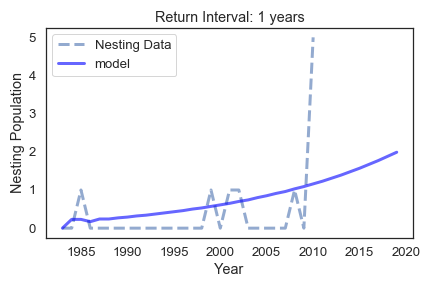 Return Interval: 1 years
Nesting Data
model
Nesting Population
5
4
3
2
1
0
1985 1990 1995 2000 2005 2010 2015 2020
Year